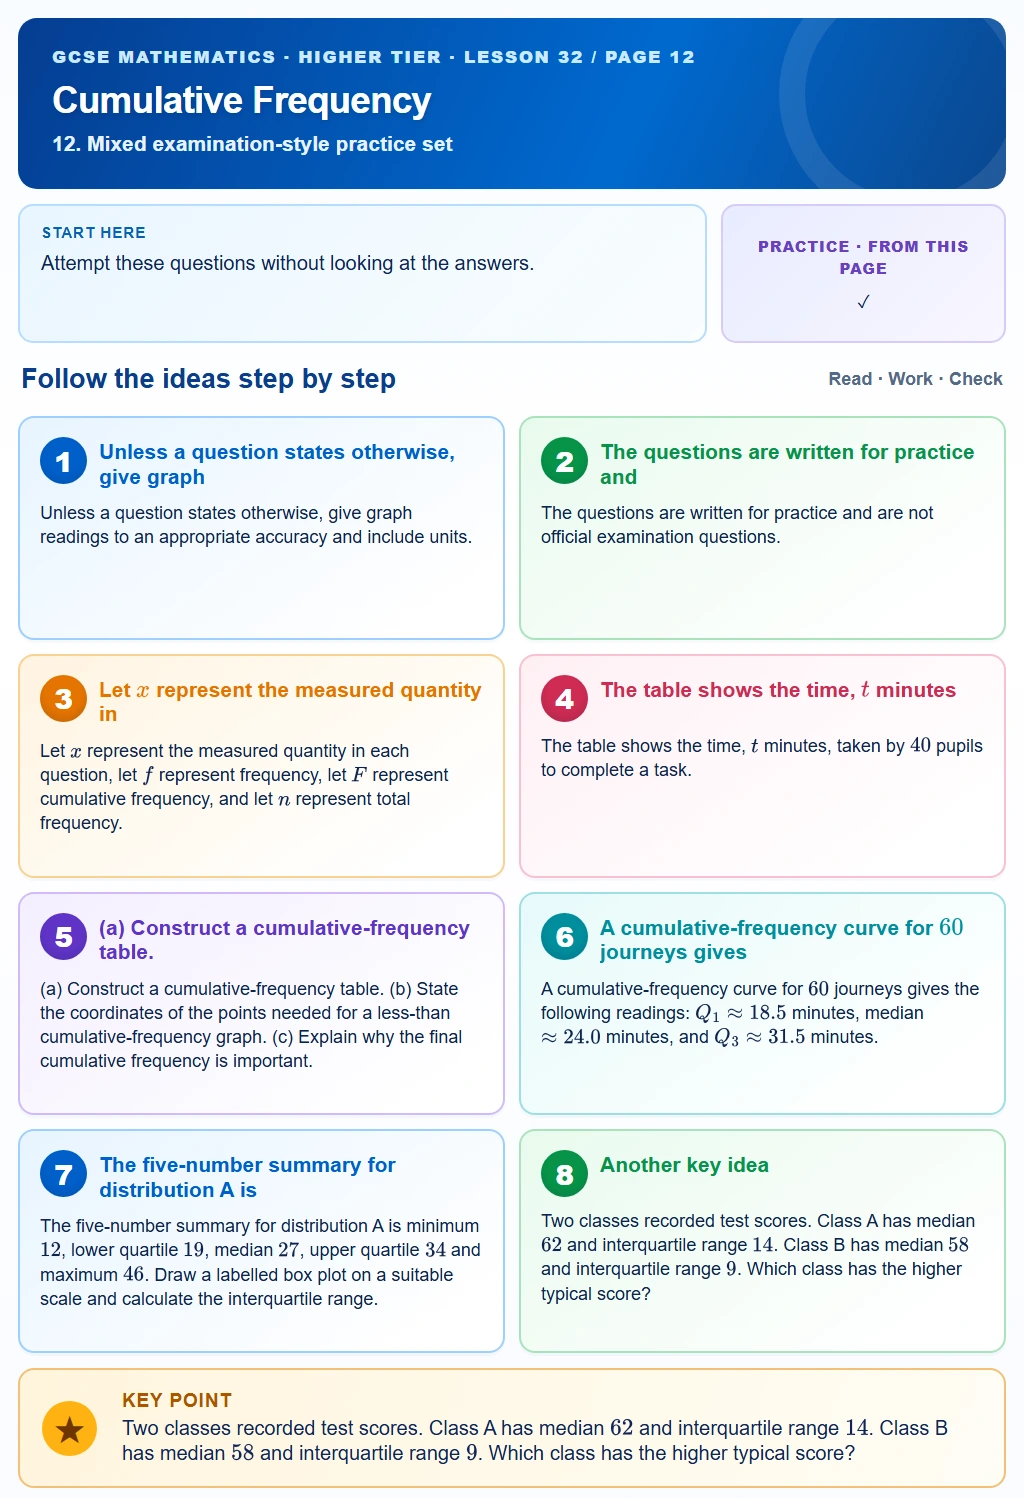 GCSE MATHEMATICS · HIGHER TIER · LESSON 32 / PAGE 12
Cumulative Frequency
12. Mixed examination-style practice set
START HERE
Attempt these questions without looking at the answers.
PRACTICE · FROM THIS
PAGE
✓
Follow the ideas step by step
Read · Work · Check
1
Unless a question states otherwise,
give graph
Unless a question states otherwise, give graph
readings to an appropriate accuracy and include units.
2
The questions are written for practice
and
The questions are written for practice and are not
official examination questions.
3
Let x represent the measured quantity
in
Let x represent the measured quantity in each
question, let f represent frequency, let F represent
cumulative frequency, and let n represent total
frequency.
4
The table shows the time, t minutes
The table shows the time, t minutes, taken by 40 pupils
to complete a task.
5
(a) Construct a cumulative-frequency
table.
(a) Construct a cumulative-frequency table. (b) State
the coordinates of the points needed for a less-than
cumulative-frequency graph. (c) Explain why the final
cumulative frequency is important.
6
A cumulative-frequency curve for 60
journeys gives
A cumulative-frequency curve for 60 journeys gives the
following readings: Q₁ ≈ 18.5 minutes, median
≈ 24.0 minutes, and Q₃ ≈ 31.5 minutes.
7
The five-number summary for
distribution A is
The five-number summary for distribution A is minimum
12, lower quartile 19, median 27, upper quartile 34 and
maximum 46. Draw a labelled box plot on a suitable
scale and calculate the interquartile range.
8
Another key idea
Two classes recorded test scores. Class A has median
62 and interquartile range 14. Class B has median 58
and interquartile range 9. Which class has the higher
typical score?
KEY POINT
Two classes recorded test scores. Class A has median 62 and interquartile range 14. Class B
has median 58 and interquartile range 9. Which class has the higher typical score?